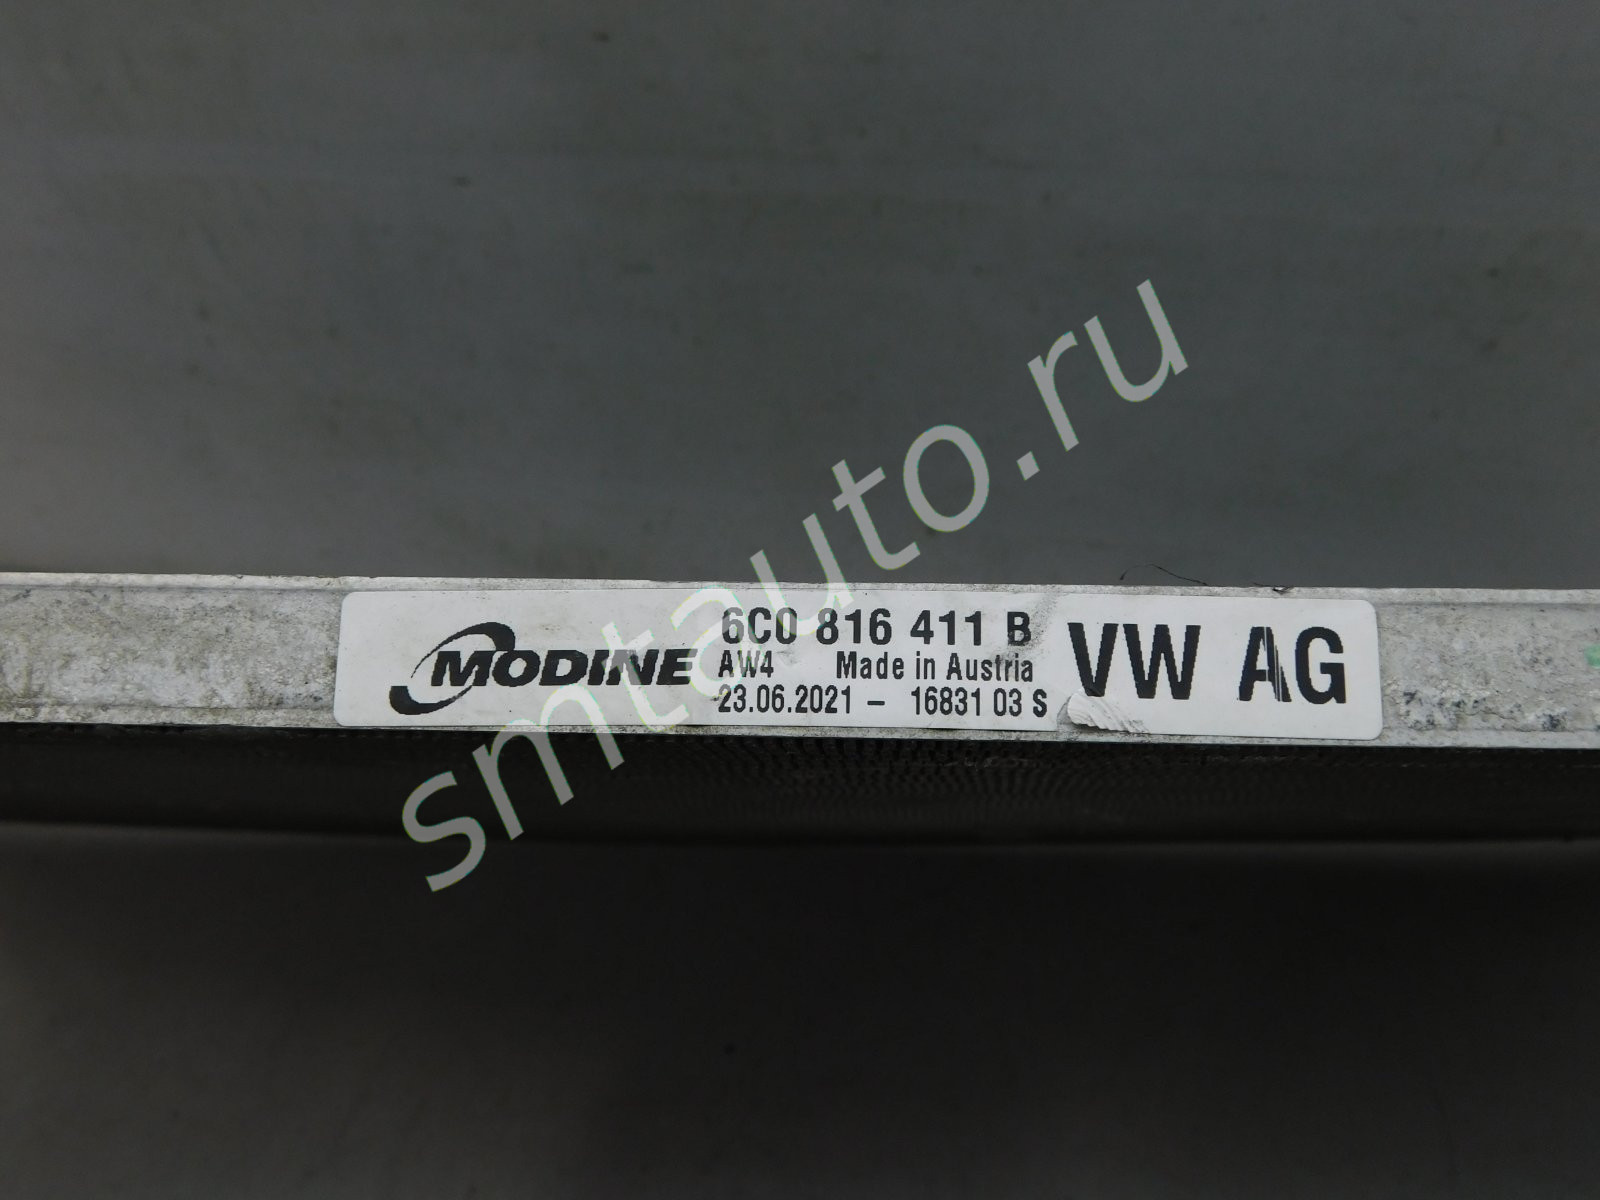 MODINE
6C0 816 411 B
AW4 Made in Austria
23.06.2021 – 16831 03 S
VW AG
smtauto.ru